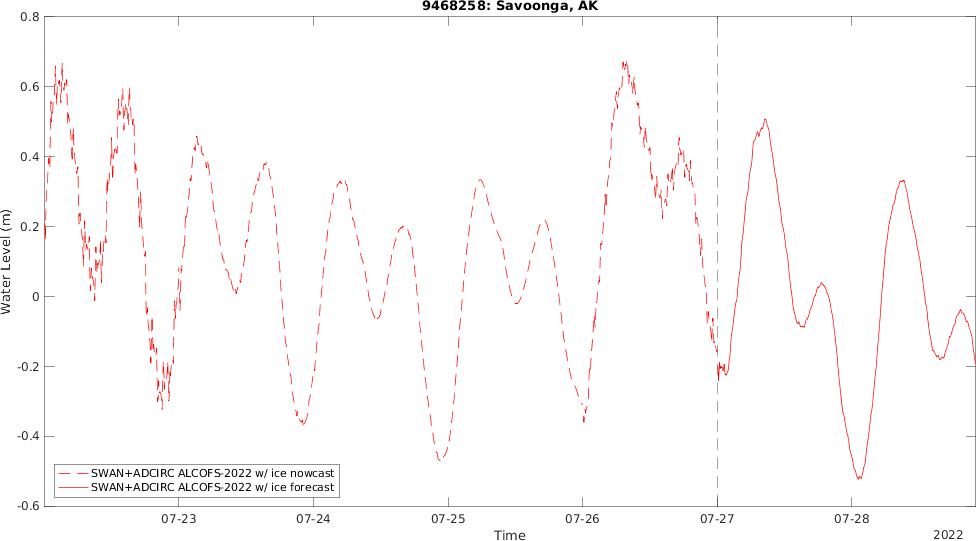 9468258: Savoonga, AK
0.8
0.6
0.4
0.2
0
-0.2
-0.4
-0.6
Water Level (m)
SWAN+ADCIRC ALCOFS-2022 w/ ice nowcast
SWAN+ADCIRC ALCOFS-2022 w/ ice forecast
07-23 07-24 07-25 07-26 07-27 07-28
Time
2022